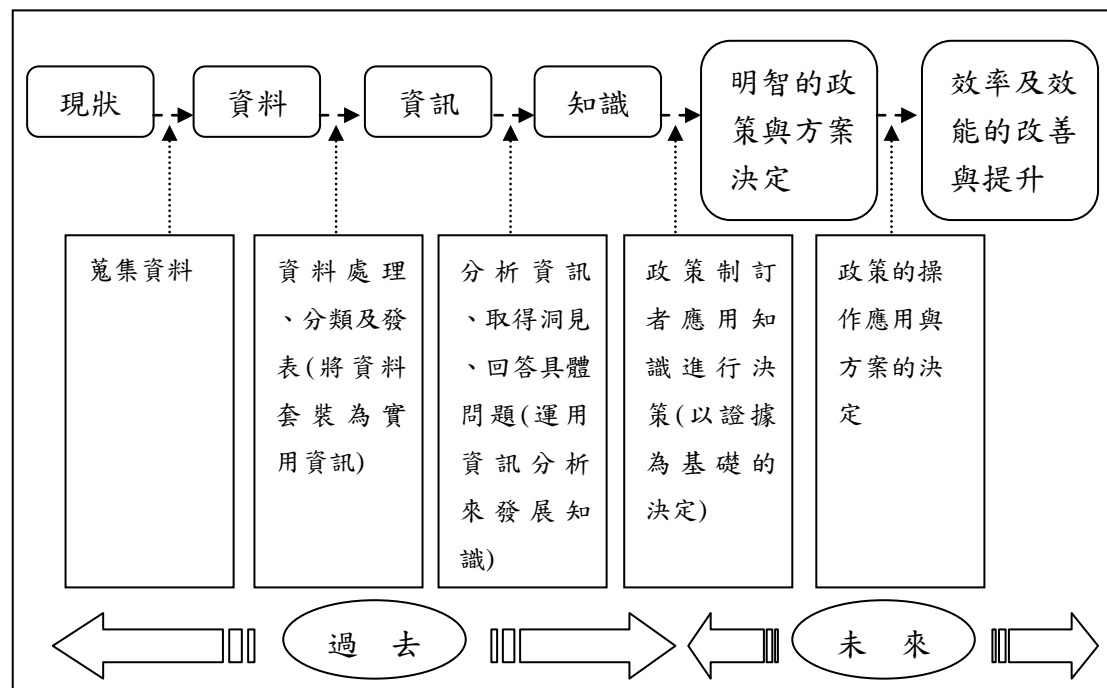 現狀
資料
資訊
知識
明智的政
策與方案
決定
效率及效
能的改善
與提升
蒐集資料
資料處理
、分類及發
表(將資料
套裝為實
用資訊)
分析資訊
、取得洞見
、回答具體
問題(運用
資訊分析
來發展知
識)
政策制訂
者應用知
識進行決
策(以證據
為基礎的
決定)
政策的操
作應用與
方案的決
定
過 去
未 來